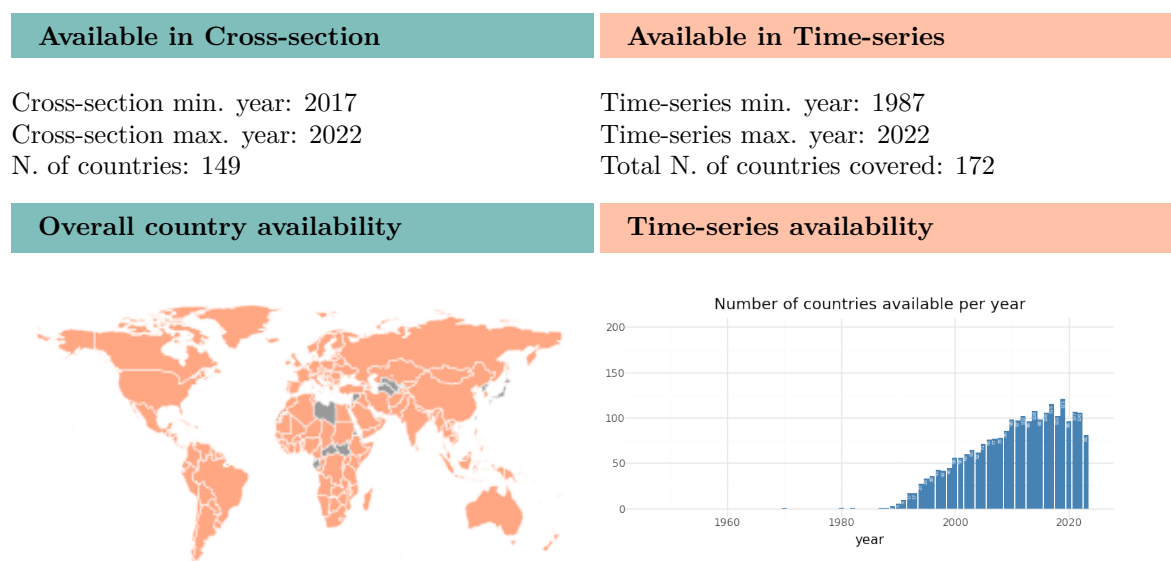 Available in Cross-section
Available in Time-series
Cross-section min. year: 2017
Cross-section max. year: 2022
N. of countries: 149
Time-series min. year: 1987
Time-series max. year: 2022
Total N. of countries covered: 172
Overall country availability
Time-series availability
Number of countries available per year
200
150
100
50
0
1960
1980
2000
2020
year